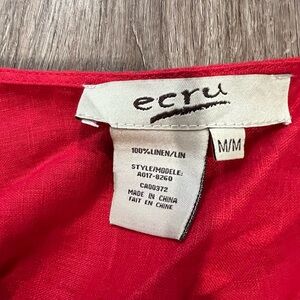 ecru
M/M
100%LINEN/LIN
STYLE/MODELE:
A017-8260
CA00372
MADE IN CHINA
FAIT EN CHINE